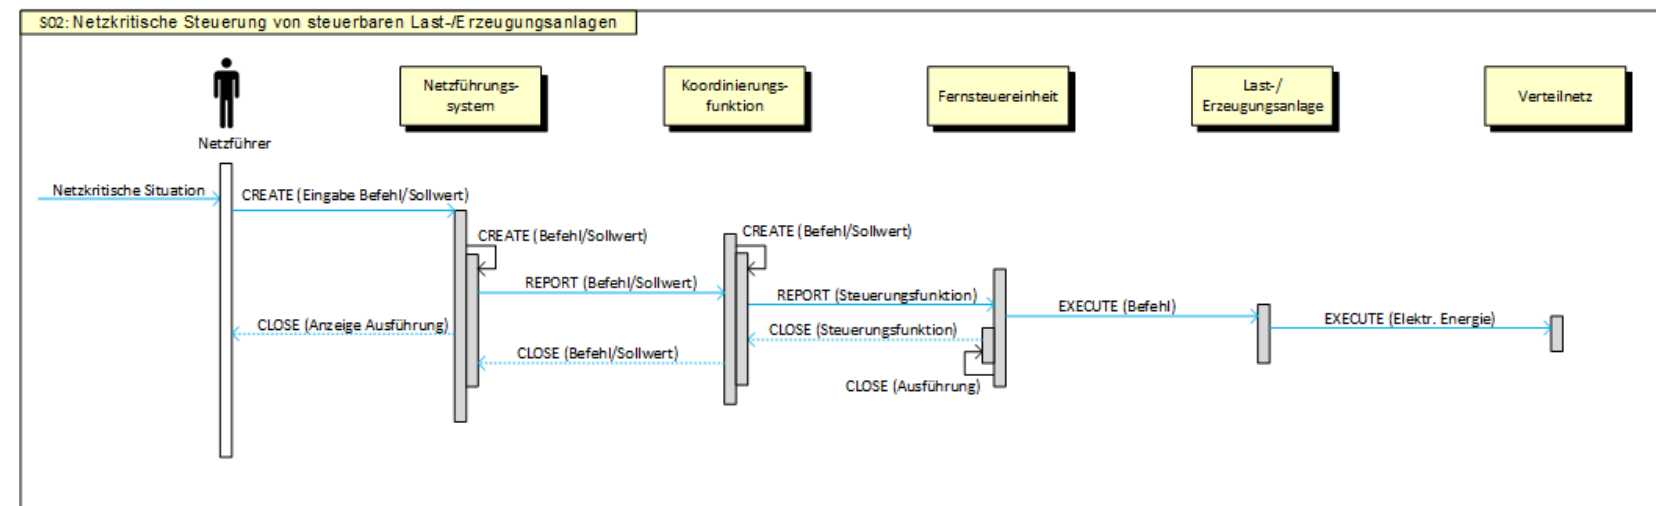 S02: Netzkritische Steuerung von steuerbaren Last-/Erzeugungsanlagen
Netzführer
Netzführungs-
system
Koordinierungs-
funktion
Fernsteuereinheit
Last-/
Erzeugungsanlage
Verteilnetz
Netzkritische Situation
CREATE (Eingabe Befehl/Sollwert)
CREATE (Befehl/Sollwert)
CREATE (Befehl/Sollwert)
REPORT (Befehl/Sollwert)
REPORT (Steuerungsfunktion)
EXECUTE (Befehl)
EXECUTE (Elektr. Energie)
CLOSE (Anzeige Ausführung)
CLOSE (Steuerungsfunktion)
CLOSE (Befehl/Sollwert)
CLOSE (Ausführung)